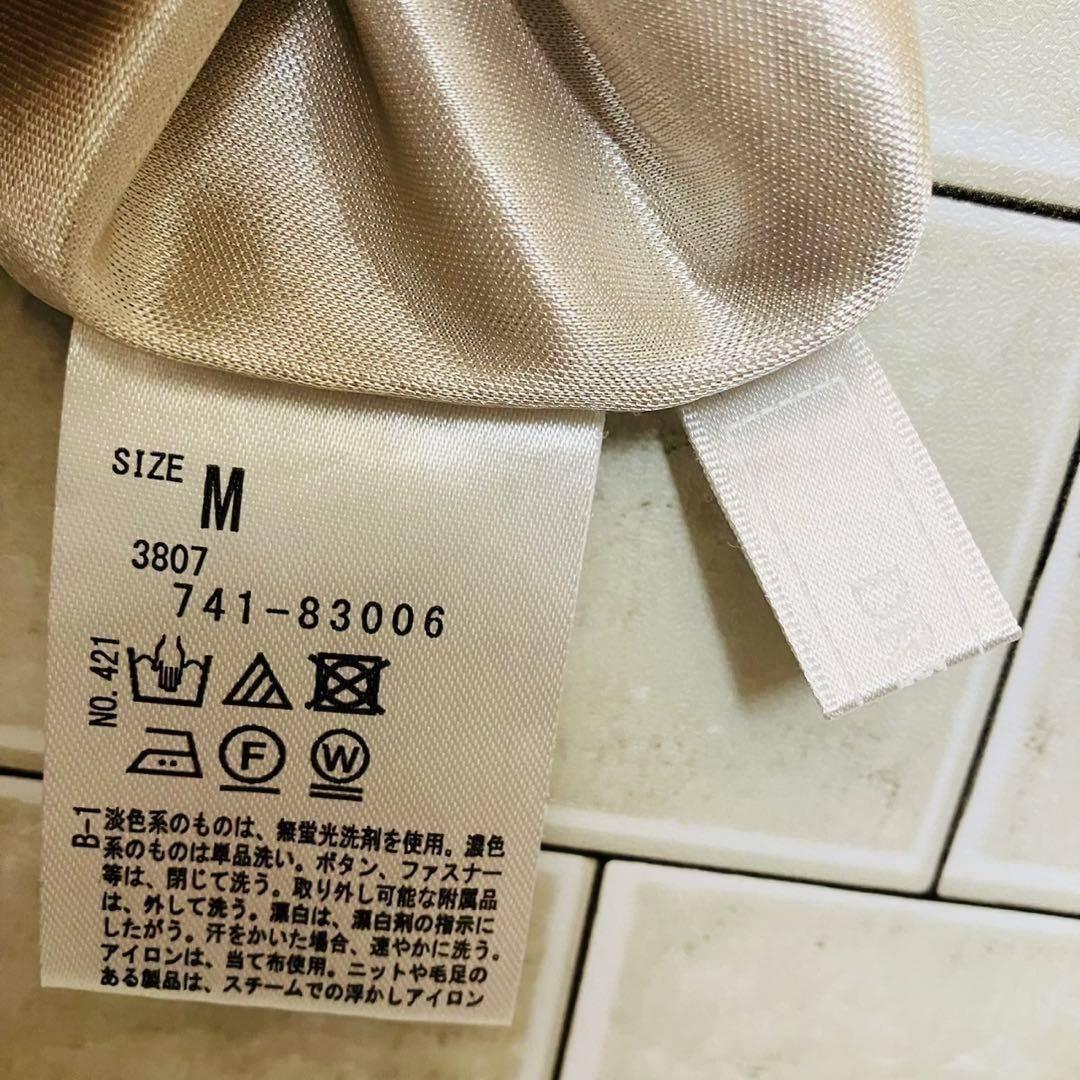 SIZE M
3807
741-83006
NO. 421
F W
B-1
淡色系のものは、無蛍光洗剤を使用。濃色
系のものは単品洗い。ボタン、ファスナー
等は、閉じて洗う。取り外し可能な附属品
は、外して洗う。漂白は、漂白剤の指示に
したがう。汗をかいた場合、速やかに洗う。
アイロンは、当て布使用。ニットや毛足の
ある製品は、スチームでの浮かしアイロン